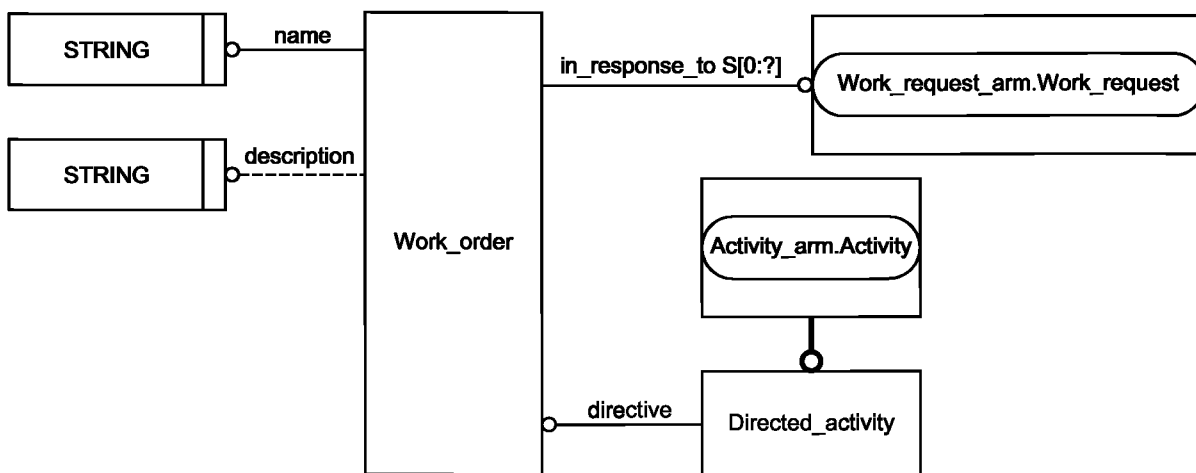 STRING
name
in_response_to S[0:?]
Work_request_arm.Work_request
STRING
description
Work_order
Activity_arm.Activity
directive
Directed_activity